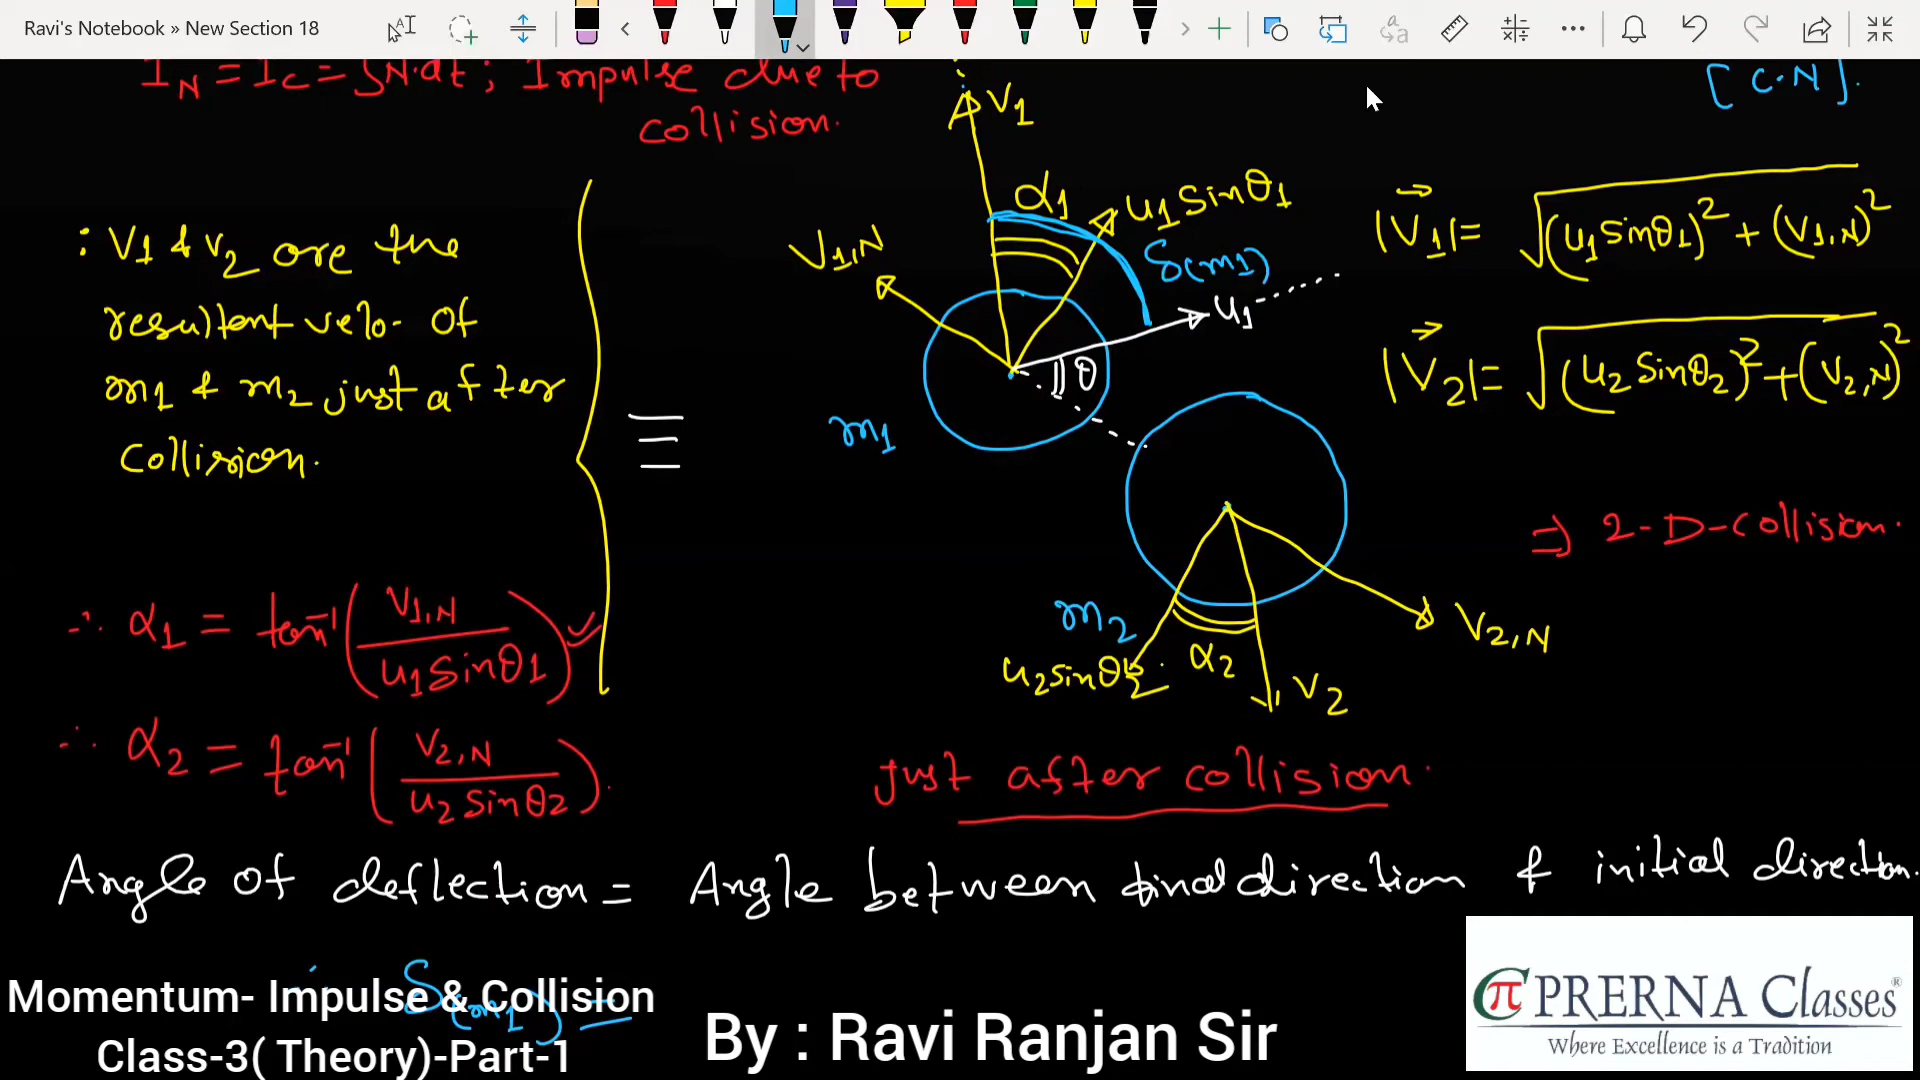 Ravi's Notebook » New Section 18
I_N = I_C = ∫N·dt ; Impulse due to
collision.
[C·N].
: V1 & V2 are the
resultant velo- of
m1 & m2 just after
collision.
≡
V1
α1
u1 sinθ1
V1,N
δ(m1)
u1
θ
m1
m2
u2 sinθ2
α2
V2
V2,N
|V⃗1| = √((u1 sinθ1)² + (V1,N)²)
|V⃗2| = √((u2 sinθ2)² + (V2,N)²)
⇒ 2-D-Collision.
∴ α1 = tan⁻¹(V1,N / u1 sinθ1) ✓
∴ α2 = tan⁻¹(V2,N / u2 sinθ2).
just after collision.
Angle of deflection = Angle between final direction & initial direction.
δ(m1) =
Momentum- Impulse & Collision
Class-3( Theory)-Part-1
By : Ravi Ranjan Sir
PRERNA Classes®
Where Excellence is a Tradition